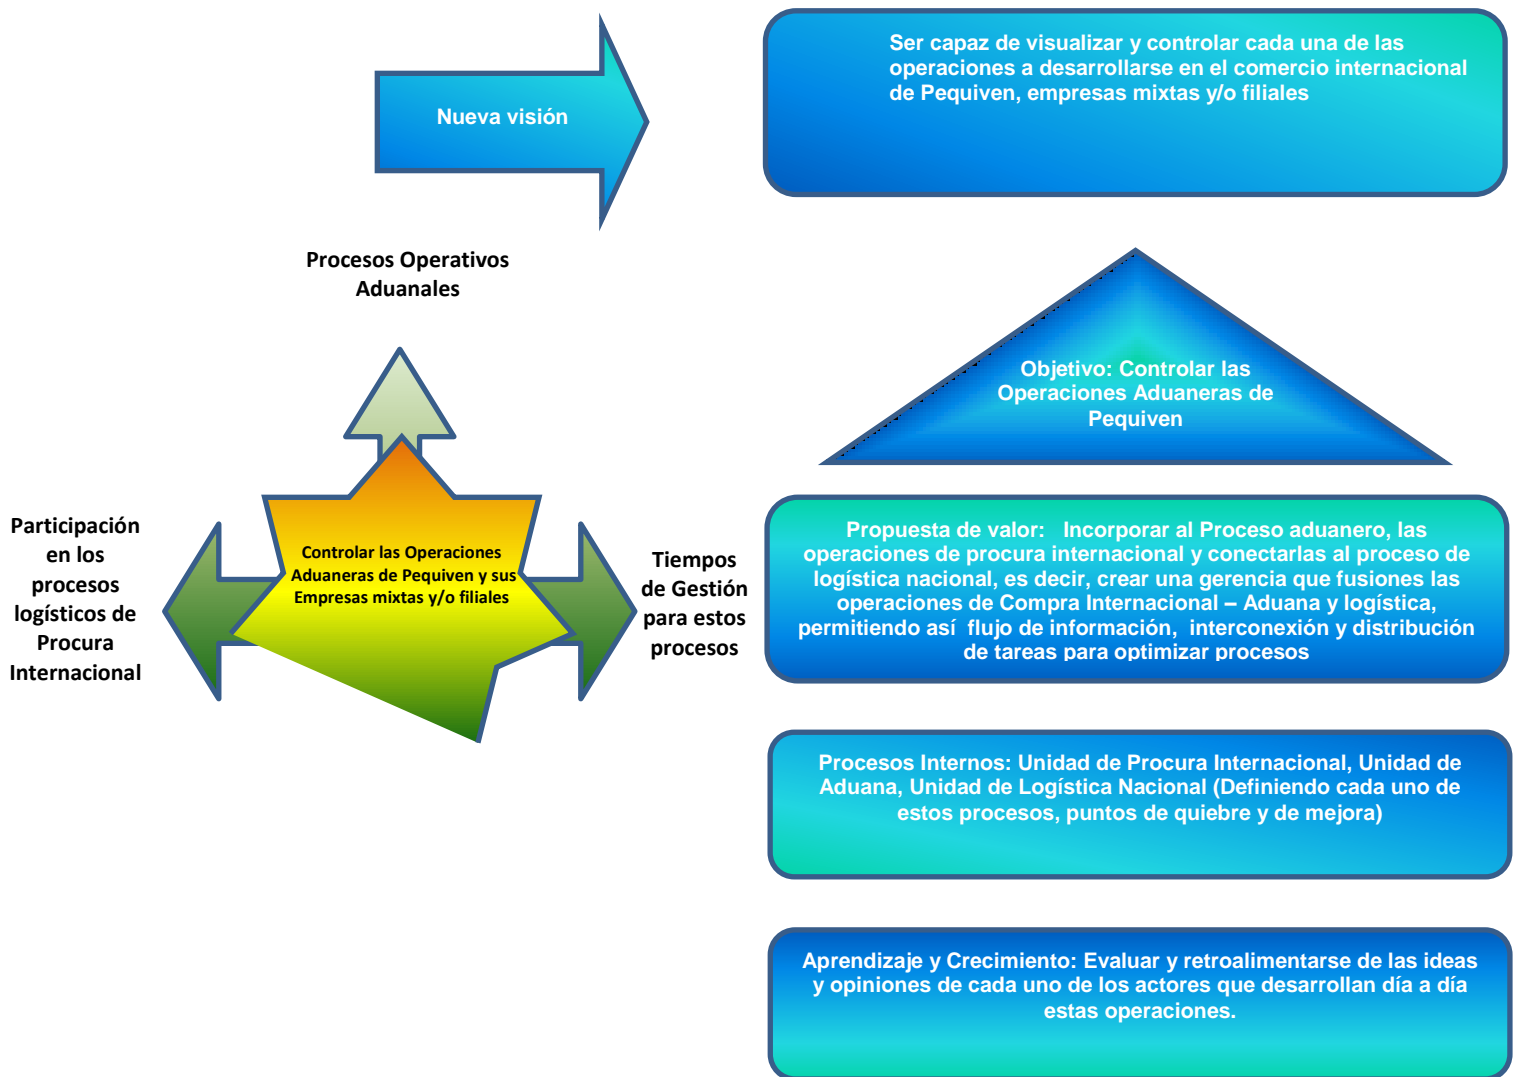 Nueva visión
Ser capaz de visualizar y controlar cada una de las
operaciones a desarrollarse en el comercio internacional
de Pequiven, empresas mixtas y/o filiales
Procesos Operativos
Aduanales
Objetivo: Controlar las
Operaciones Aduaneras de
Pequiven
Participación
en los
procesos
logísticos de
Procura
Internacional
Controlar las Operaciones
Aduaneras de Pequiven y sus
Empresas mixtas y/o filiales
Tiempos
de Gestión
para estos
procesos
Propuesta de valor:   Incorporar al Proceso aduanero, las
operaciones de procura internacional y conectarlas al proceso de
logística nacional, es decir, crear una gerencia que fusiones las
operaciones de Compra Internacional – Aduana y logística,
permitiendo así  flujo de información,  interconexión y distribución
de tareas para optimizar procesos
Procesos Internos: Unidad de Procura Internacional, Unidad de
Aduana, Unidad de Logística Nacional (Definiendo cada uno de
estos procesos, puntos de quiebre y de mejora)
Aprendizaje y Crecimiento: Evaluar y retroalimentarse de las ideas
y opiniones de cada uno de los actores que desarrollan día a día
estas operaciones.